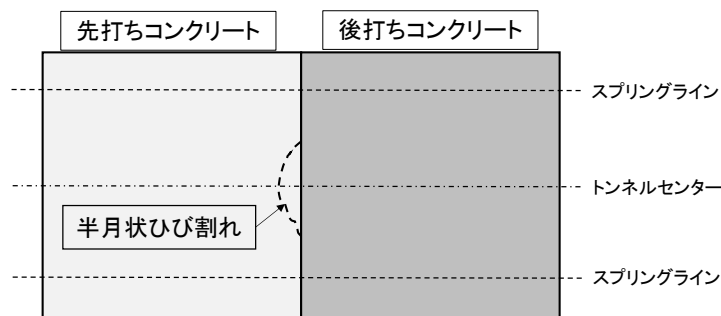 先打ちコンクリート
後打ちコンクリート
スプリングライン
トンネルセンター
半月状ひび割れ
スプリングライン